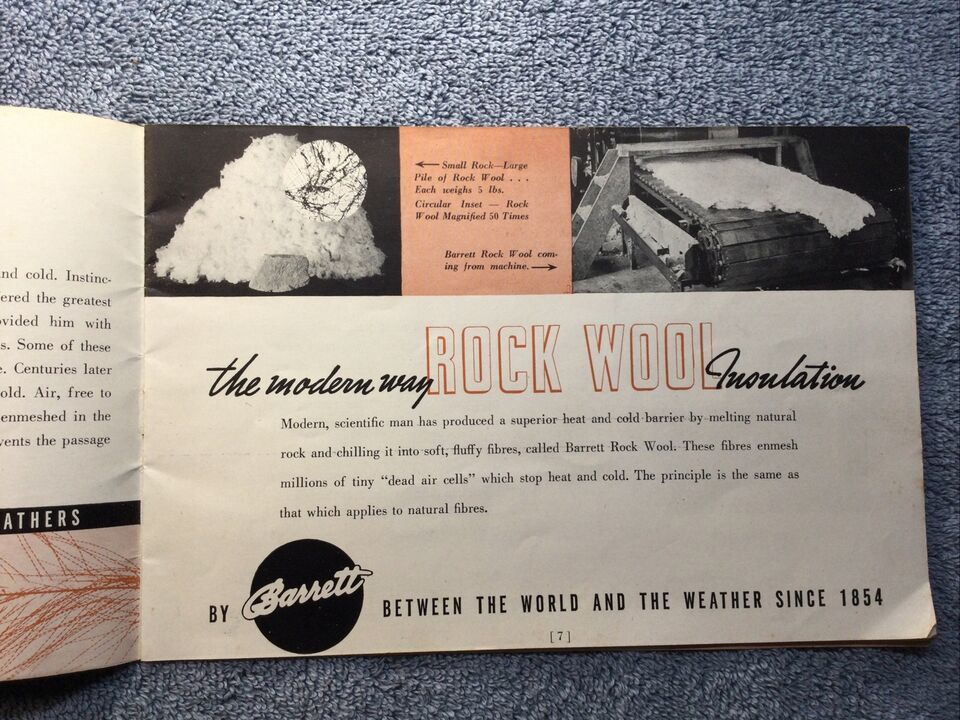 nd cold. Instinc-
ered the greatest
vided him with
s. Some of these
e. Centuries later
old. Air, free to
enmeshed in the
vents the passage
ATHERS
←— Small Rock—Large
Pile of Rock Wool . . .
Each weighs 5 lbs.
Circular Inset — Rock
Wool Magnified 50 Times
Barrett Rock Wool com-
ing from machine. —→
the modern way ROCK WOOL Insulation
Modern, scientific man has produced a superior heat and cold barrier by melting natural
rock and chilling it into soft, fluffy fibres, called Barrett Rock Wool. These fibres enmesh
millions of tiny “dead air cells” which stop heat and cold. The principle is the same as
that which applies to natural fibres.
BY Barrett BETWEEN THE WORLD AND THE WEATHER SINCE 1854
[ 7 ]